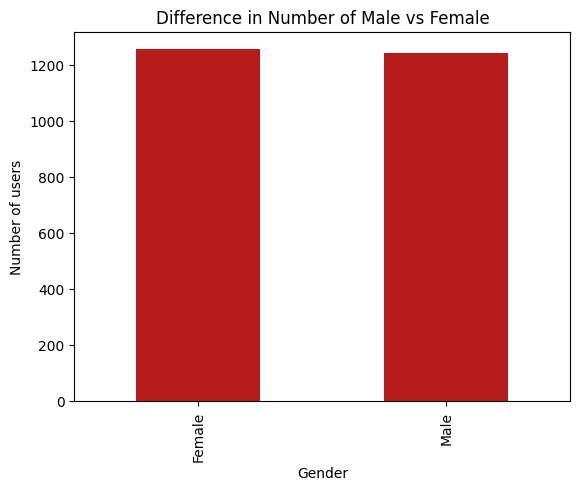 Difference in Number of Male vs Female
Number of users
1200
1000
800
600
400
200
0
Female
Male
Gender